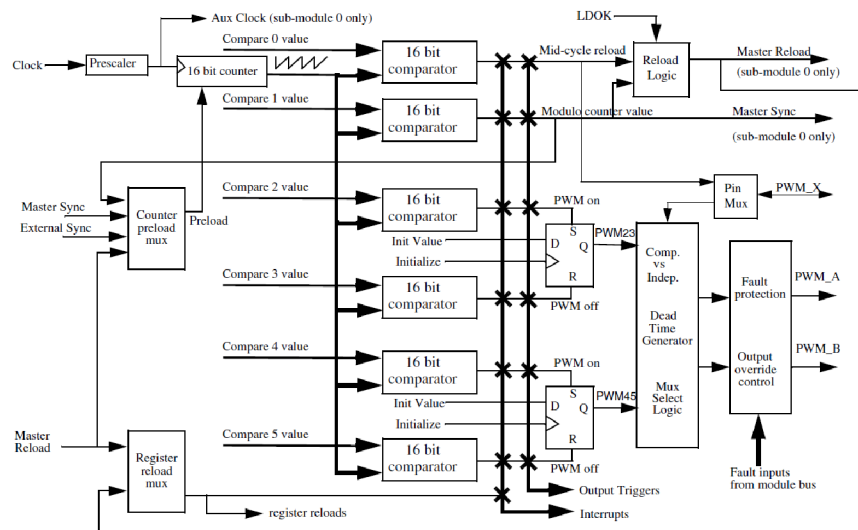 Aux Clock (sub-module 0 only)
LDOK
Compare 0 value
16 bit
comparator
Mid-cycle reload
Reload
Logic
Master Reload
(sub-module 0 only)
Clock
Prescaler
16 bit counter
Compare 1 value
16 bit
comparator
Modulo counter value
Master Sync
(sub-module 0 only)
Master Sync
External Sync
Counter
preload
mux
Preload
Compare 2 value
16 bit
comparator
PWM on
Pin
Mux
PWM_X
Init Value
Initialize
S
D
Q
R
PWM23
PWM off
Compare 3 value
16 bit
comparator
Comp.
vs
Indep.
Dead
Time
Generator
Mux
Select
Logic
Fault
protection
Output
override
control
PWM_A
PWM_B
Compare 4 value
16 bit
comparator
PWM on
Init Value
Initialize
S
D
Q
R
PWM45
PWM off
Compare 5 value
16 bit
comparator
Master
Reload
Register
reload
mux
register reloads
Output Triggers
Interrupts
Fault inputs
from module bus